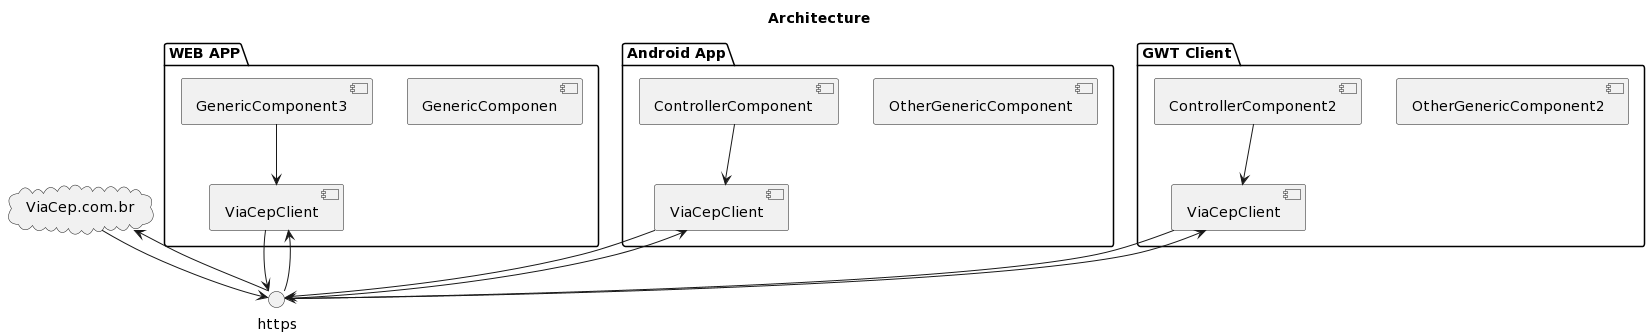 Architecture
WEB APP
Android App
GWT Client
GenericComponent3
GenericComponen
ControllerComponent
OtherGenericComponent
ControllerComponent2
OtherGenericComponent2
ViaCep.com.br
ViaCepClient
ViaCepClient
ViaCepClient
https